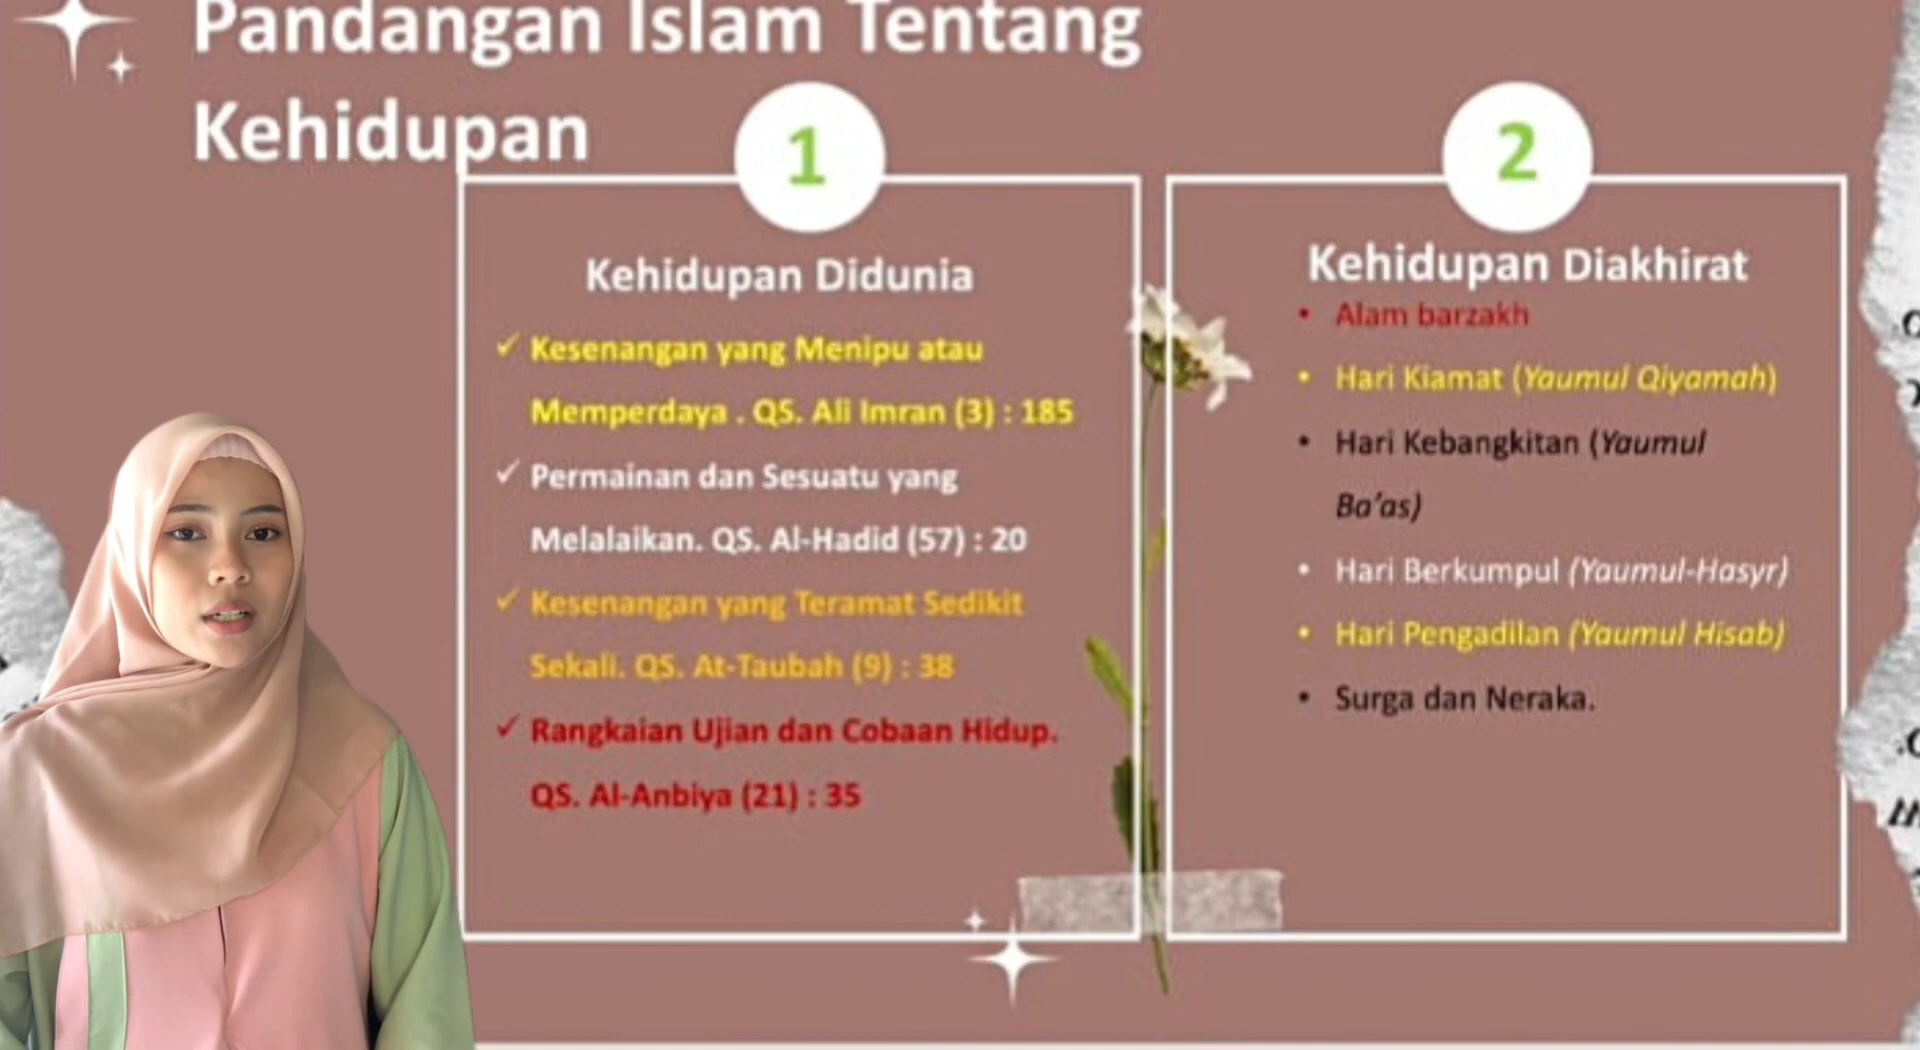 Pandangan Islam Tentang
Kehidupan
1
Kehidupan Didunia
✓ Kesenangan yang Menipu atau
Memperdaya . QS. Ali Imran (3) : 185
✓ Permainan dan Sesuatu yang
Melalaikan. QS. Al-Hadid (57) : 20
✓ Kesenangan yang Teramat Sedikit
Sekali. QS. At-Taubah (9) : 38
✓ Rangkaian Ujian dan Cobaan Hidup.
QS. Al-Anbiya (21) : 35
2
Kehidupan Diakhirat
• Alam barzakh
• Hari Kiamat (Yaumul Qiyamah)
• Hari Kebangkitan (Yaumul
Ba’as)
• Hari Berkumpul (Yaumul-Hasyr)
• Hari Pengadilan (Yaumul Hisab)
• Surga dan Neraka.